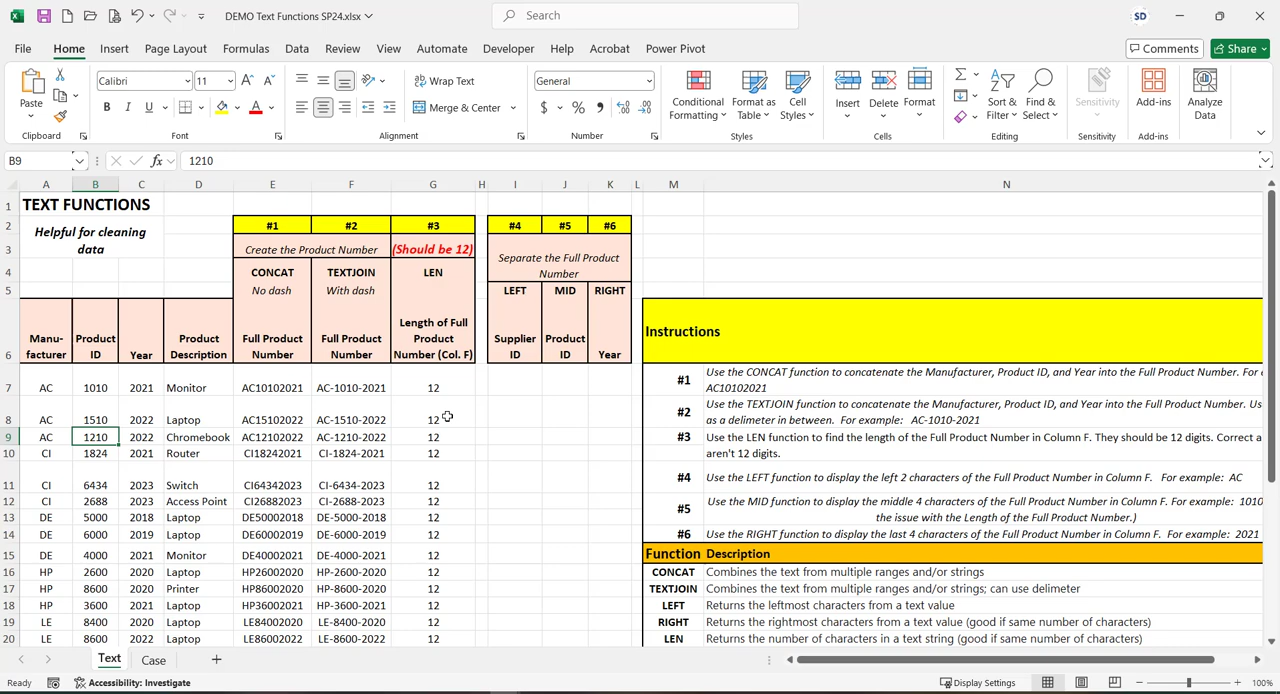 DEMO Text Functions SP24.xlsx
Search
SD
File Home Insert Page Layout Formulas Data Review View Automate Developer Help Acrobat Power Pivot
Comments Share
Paste
Clipboard
Calibri 11
B I U
Font
Wrap Text
Merge & Center
Alignment
General
Number
Conditional Formatting
Format as Table
Cell Styles
Styles
Insert Delete Format
Cells
Sort & Filter
Find & Select
Editing
Sensitivity
Sensitivity
Add-ins
Add-ins
Analyze Data
B9 fx 1210
A B C D E F G H I J K L M N
1 TEXT FUNCTIONS
2 Helpful for cleaning data #1 #2 #3 #4 #5 #6
3 Create the Product Number (Should be 12) Separate the Full Product Number
4 CONCAT TEXTJOIN LEN
5 No dash With dash LEFT MID RIGHT
6 Manu-facturer Product ID Year Product Description Full Product Number Full Product Number Length of Full Product Number (Col. F) Supplier ID Product ID Year Instructions
7 AC 1010 2021 Monitor AC10102021 AC-1010-2021 12 #1 Use the CONCAT function to concatenate the Manufacturer, Product ID, and Year into the Full Product Number. For
AC10102021
8 AC 1510 2022 Laptop AC15102022 AC-1510-2022 12 #2 Use the TEXTJOIN function to concatenate the Manufacturer, Product ID, and Year into the Full Product Number. Us
as a delimiter in between. For example: AC-1010-2021
9 AC 1210 2022 Chromebook AC12102022 AC-1210-2022 12 #3 Use the LEN function to find the length of the Full Product Number in Column F. They should be 12 digits. Correct a
10 CI 1824 2021 Router CI18242021 CI-1824-2021 12 aren't 12 digits.
11 CI 6434 2023 Switch CI64342023 CI-6434-2023 12 #4 Use the LEFT function to display the left 2 characters of the Full Product Number in Column F. For example: AC
12 CI 2688 2023 Access Point CI26882023 CI-2688-2023 12 #5 Use the MID function to display the middle 4 characters of the Full Product Number in Column F. For example: 1010
13 DE 5000 2018 Laptop DE50002018 DE-5000-2018 12 the issue with the Length of the Full Product Number.)
14 DE 6000 2019 Laptop DE60002019 DE-6000-2019 12 #6 Use the RIGHT function to display the last 4 characters of the Full Product Number in Column F. For example: 2021
15 DE 4000 2021 Monitor DE40002021 DE-4000-2021 12 Function Description
16 HP 2600 2020 Laptop HP26002020 HP-2600-2020 12 CONCAT Combines the text from multiple ranges and/or strings
17 HP 8600 2020 Printer HP86002020 HP-8600-2020 12 TEXTJOIN Combines the text from multiple ranges and/or strings; can use delimeter
18 HP 3600 2021 Laptop HP36002021 HP-3600-2021 12 LEFT Returns the leftmost characters from a text value
19 LE 8400 2020 Laptop LE84002020 LE-8400-2020 12 RIGHT Returns the rightmost characters from a text value (good if same number of characters)
20 LE 8600 2022 Laptop LE86002022 LE-8600-2022 12 LEN Returns the number of characters in a text string (good if same number of characters)
Text Case
Ready Accessibility: Investigate Display Settings 100%